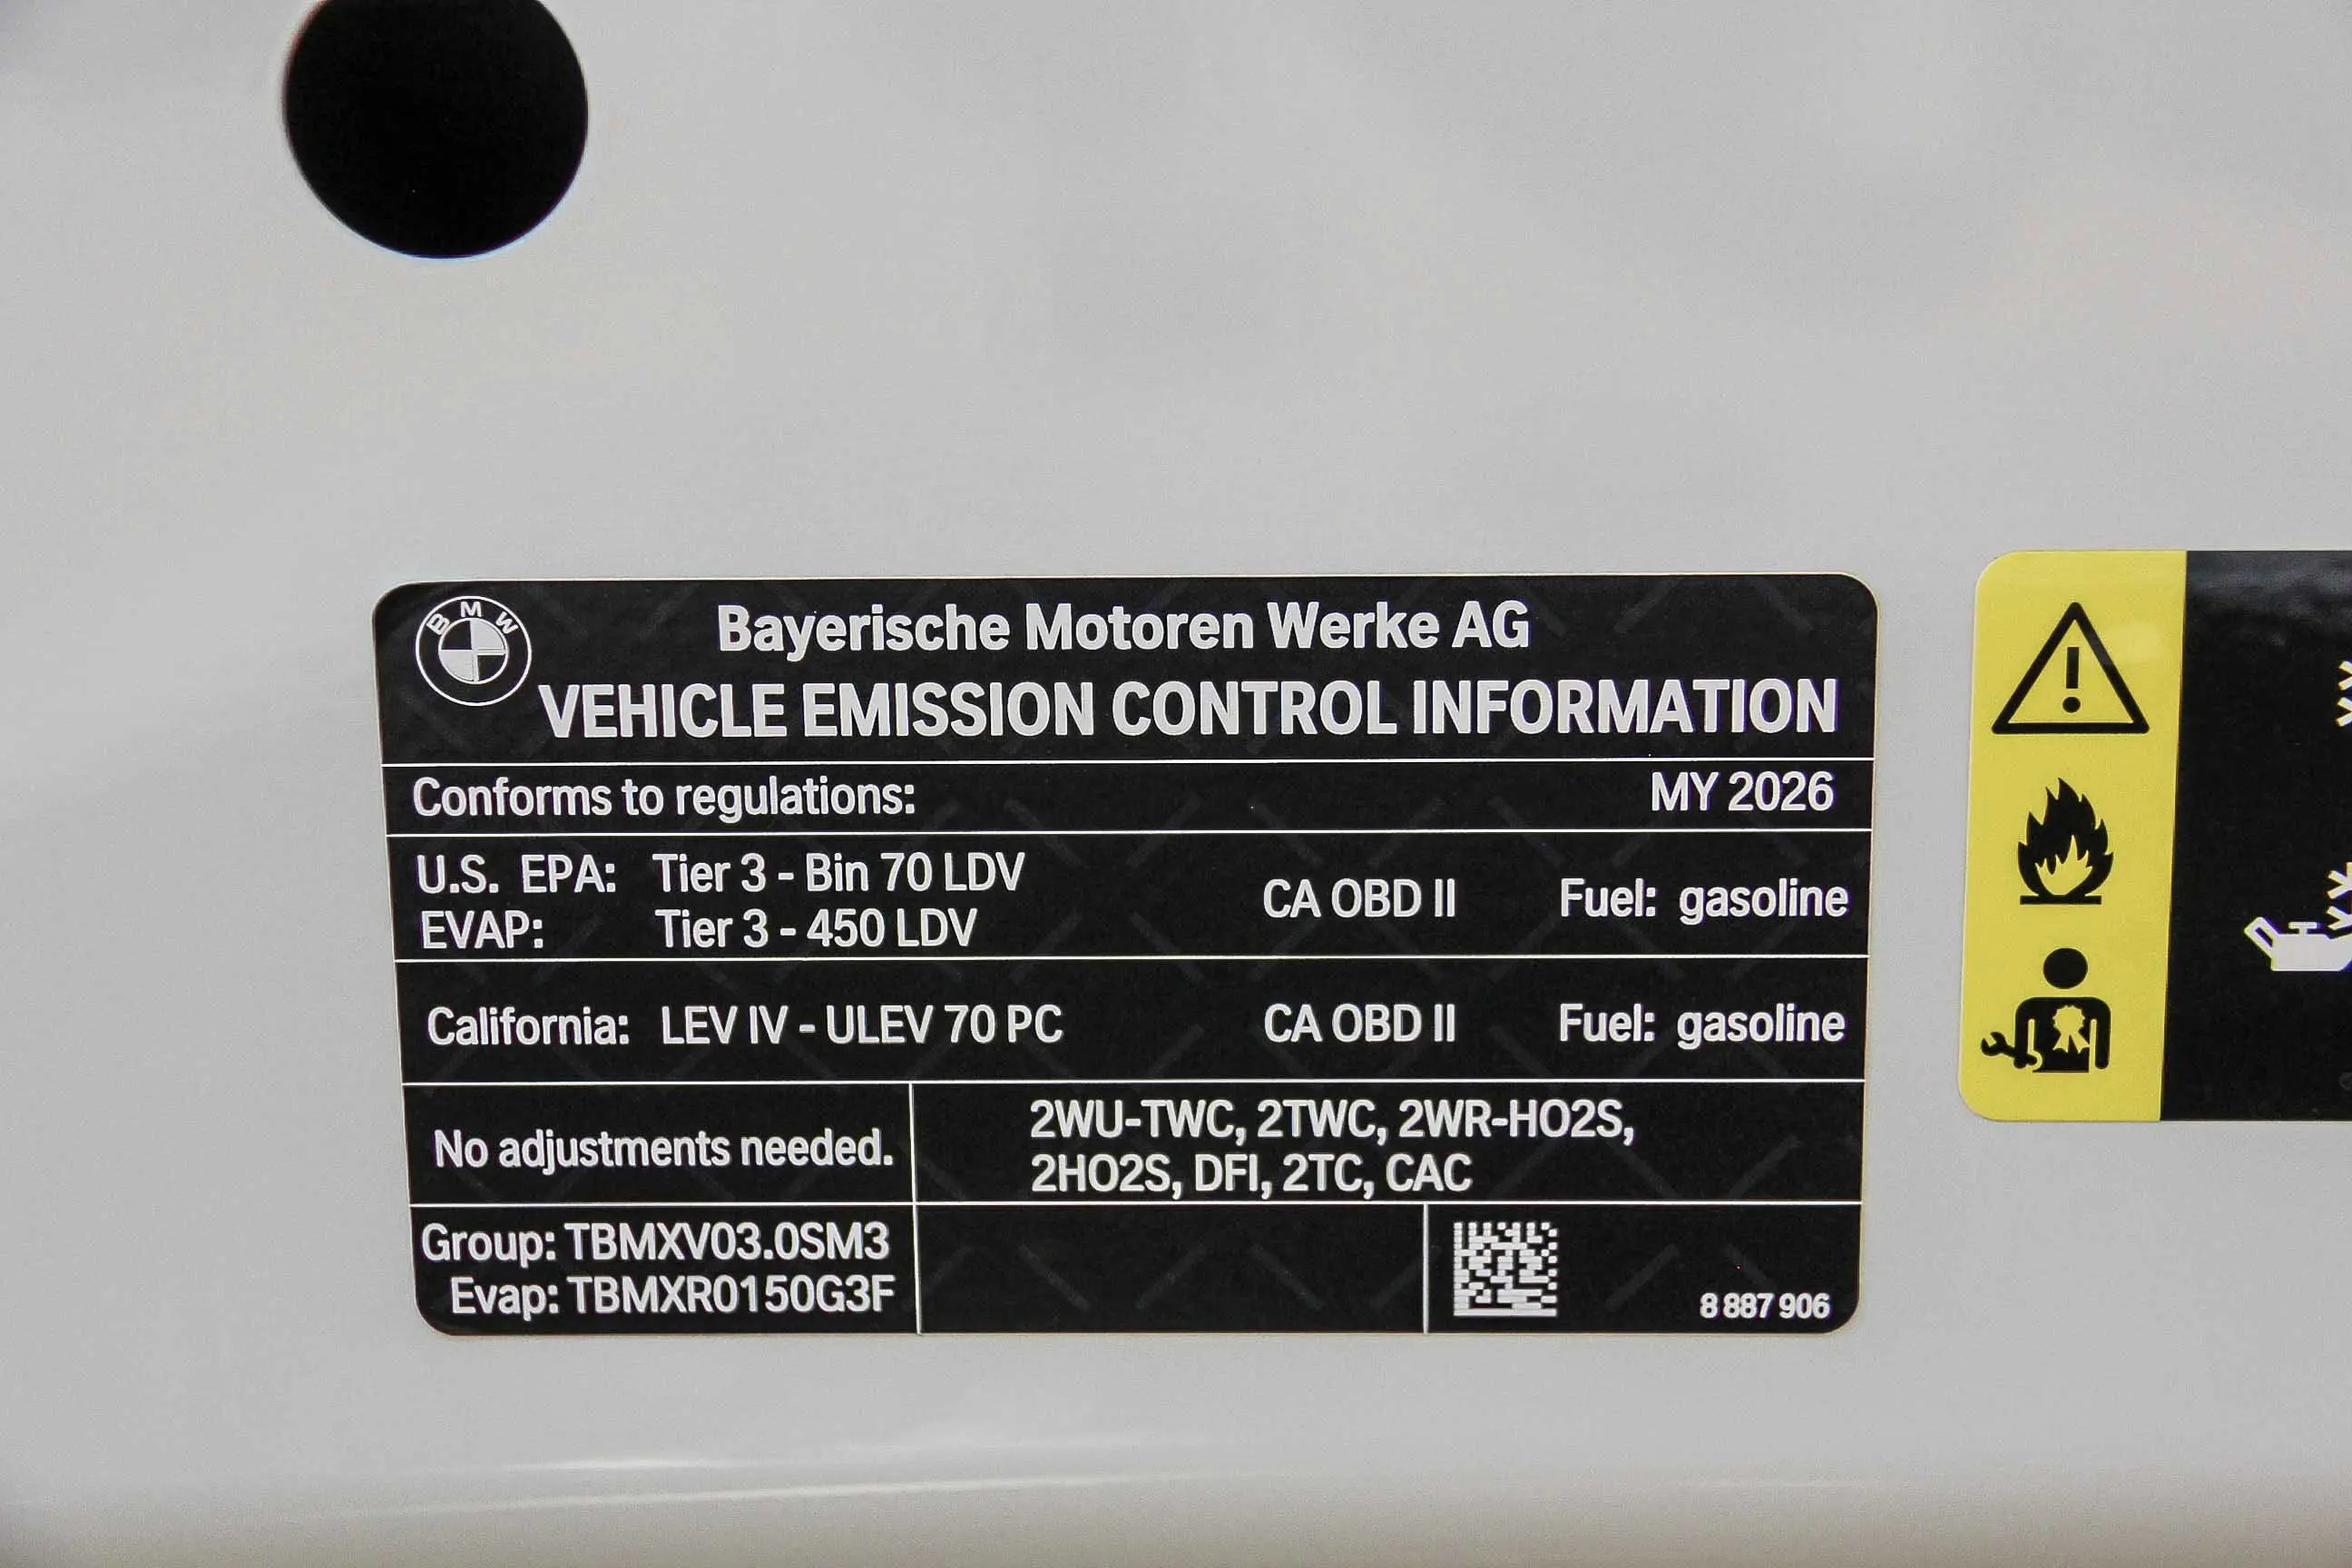 BMW
Bayerische Motoren Werke AG
VEHICLE EMISSION CONTROL INFORMATION
Conforms to regulations: MY 2026
U.S. EPA: Tier 3 - Bin 70 LDV
EVAP: Tier 3 - 450 LDV
CA OBD II Fuel: gasoline
California: LEV IV - ULEV 70 PC CA OBD II Fuel: gasoline
No adjustments needed.
2WU-TWC, 2TWC, 2WR-HO2S,
2HO2S, DFI, 2TC, CAC
Group: TBMXV03.0SM3
Evap: TBMXR0150G3F
8 887 906